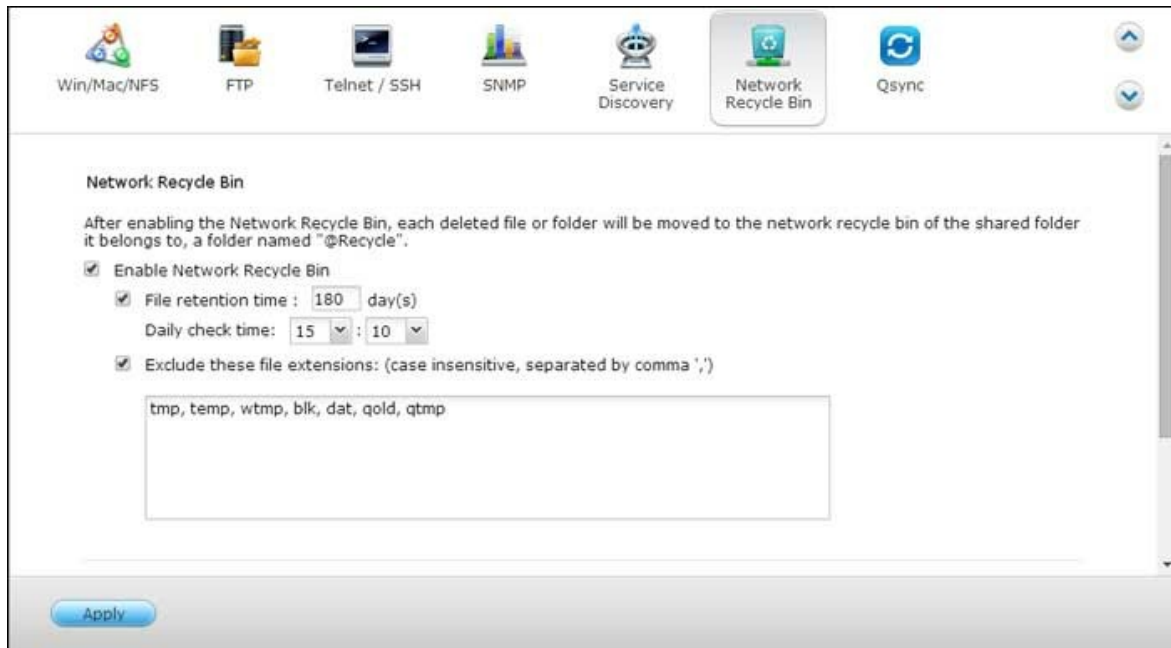 Win/Mac/NFS
FTP
Telnet / SSH
SNMP
Service
Discovery
Network
Recycle Bin
Qsync
Network Recycle Bin
After enabling the Network Recycle Bin, each deleted file or folder will be moved to the network recycle bin of the shared folder
it belongs to, a folder named "@Recycle".
Enable Network Recycle Bin
File retention time : 180 day(s)
Daily check time: 15 : 10
Exclude these file extensions: (case insensitive, separated by comma ',')
tmp, temp, wtmp, blk, dat, qold, qtmp
Apply